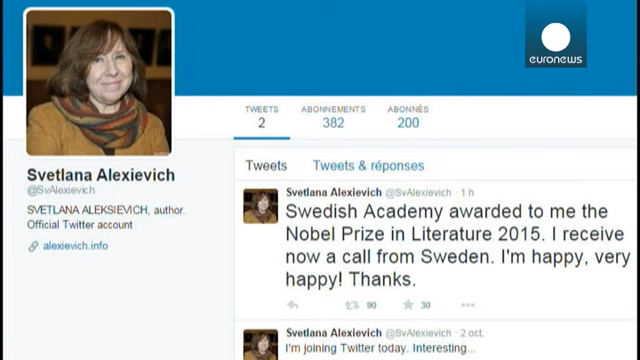 euronews
TWEETS
2
ABONNEMENTS
382
ABONNÉS
200
Svetlana Alexievich
@SvAlexievich
SVETLANA ALEKSIEVICH, author.
Official Twitter account
alexievich.info
Tweets
Tweets & réponses
Svetlana Alexievich @SvAlexievich · 1 h
Swedish Academy awarded to me the
Nobel Prize in Literature 2015. I receive
now a call from Sweden. I'm happy, very
happy! Thanks.
90
30
Svetlana Alexievich @SvAlexievich · 2 oct.
I'm joining Twitter today. Interesting...